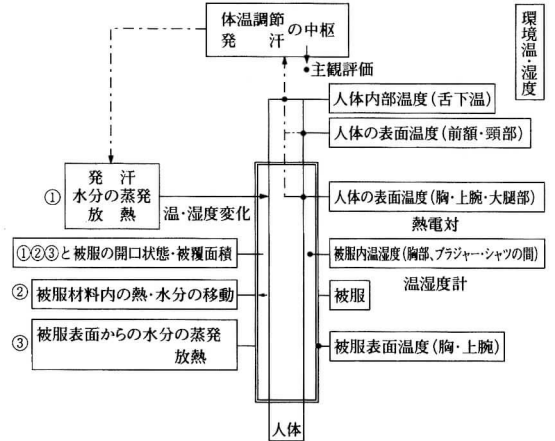 体温調節
発汗
の中枢
主観評価
環境温・湿度
人体内部温度(舌下温)
人体の表面温度(前額・頸部)
発汗
① 水分の蒸発
放熱
温・湿度変化
人体の表面温度(胸・上腕・大腿部)
熱電対
①②③と被服の開口状態・被覆面積
被服内温湿度(胸部、ブラジャー・シャツの間)
温湿度計
② 被服材料内の熱・水分の移動
被服
③ 被服表面からの水分の蒸発
放熱
被服表面温度(胸・上腕)
人体